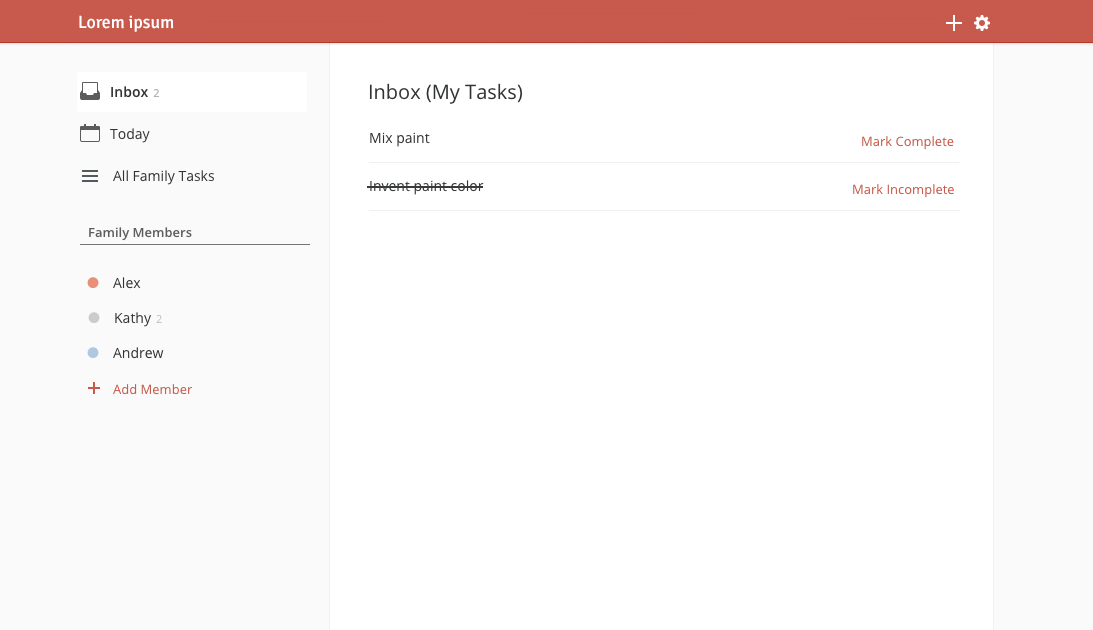 Lorem ipsum
Inbox 2
Today
All Family Tasks
Family Members
Alex
Kathy 2
Andrew
Add Member
Inbox (My Tasks)
Mix paint
Mark Complete
Invent paint color
Mark Incomplete